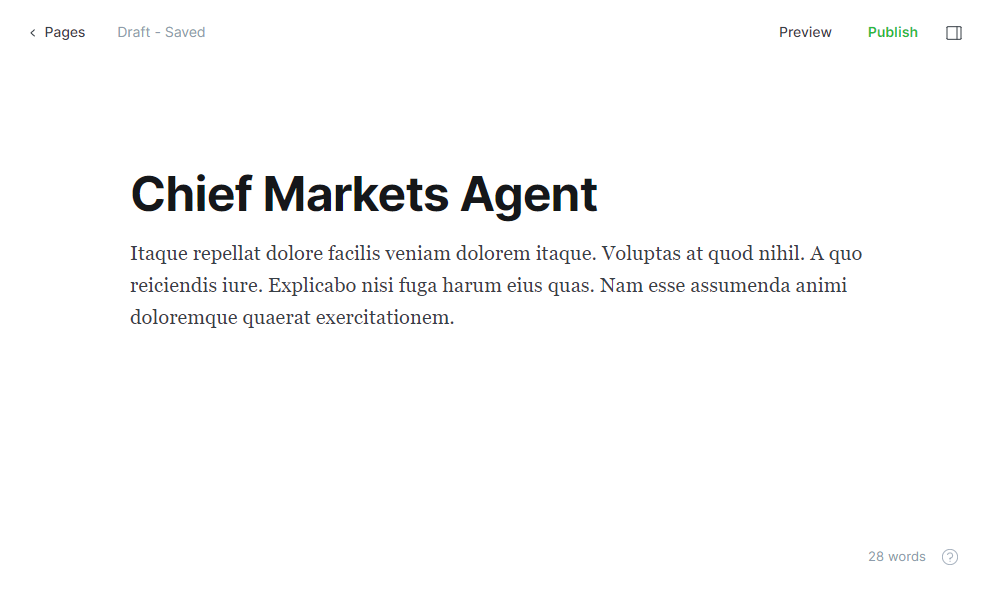 Pages
Draft - Saved
Preview
Publish
Chief Markets Agent
Itaque repellat dolore facilis veniam dolorem itaque. Voluptas at quod nihil. A quo
reiciendis iure. Explicabo nisi fuga harum eius quas. Nam esse assumenda animi
doloremque quaerat exercitationem.
28 words